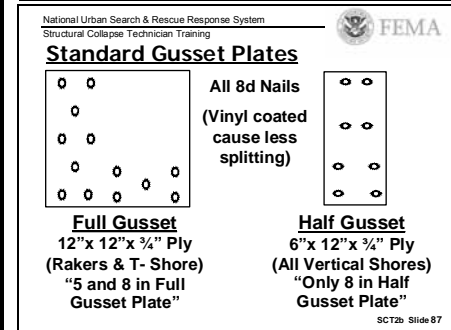 National Urban Search & Rescue Response System
Structural Collapse Technician Training
FEMA
Standard Gusset Plates
All 8d Nails
(Vinyl coated
cause less
splitting)
Full Gusset
12”x 12”x ¾” Ply
(Rakers & T- Shore)
“5 and 8 in Full
Gusset Plate”
Half Gusset
6”x 12”x ¾” Ply
(All Vertical Shores)
“Only 8 in Half
Gusset Plate”
SCT2b Slide 87